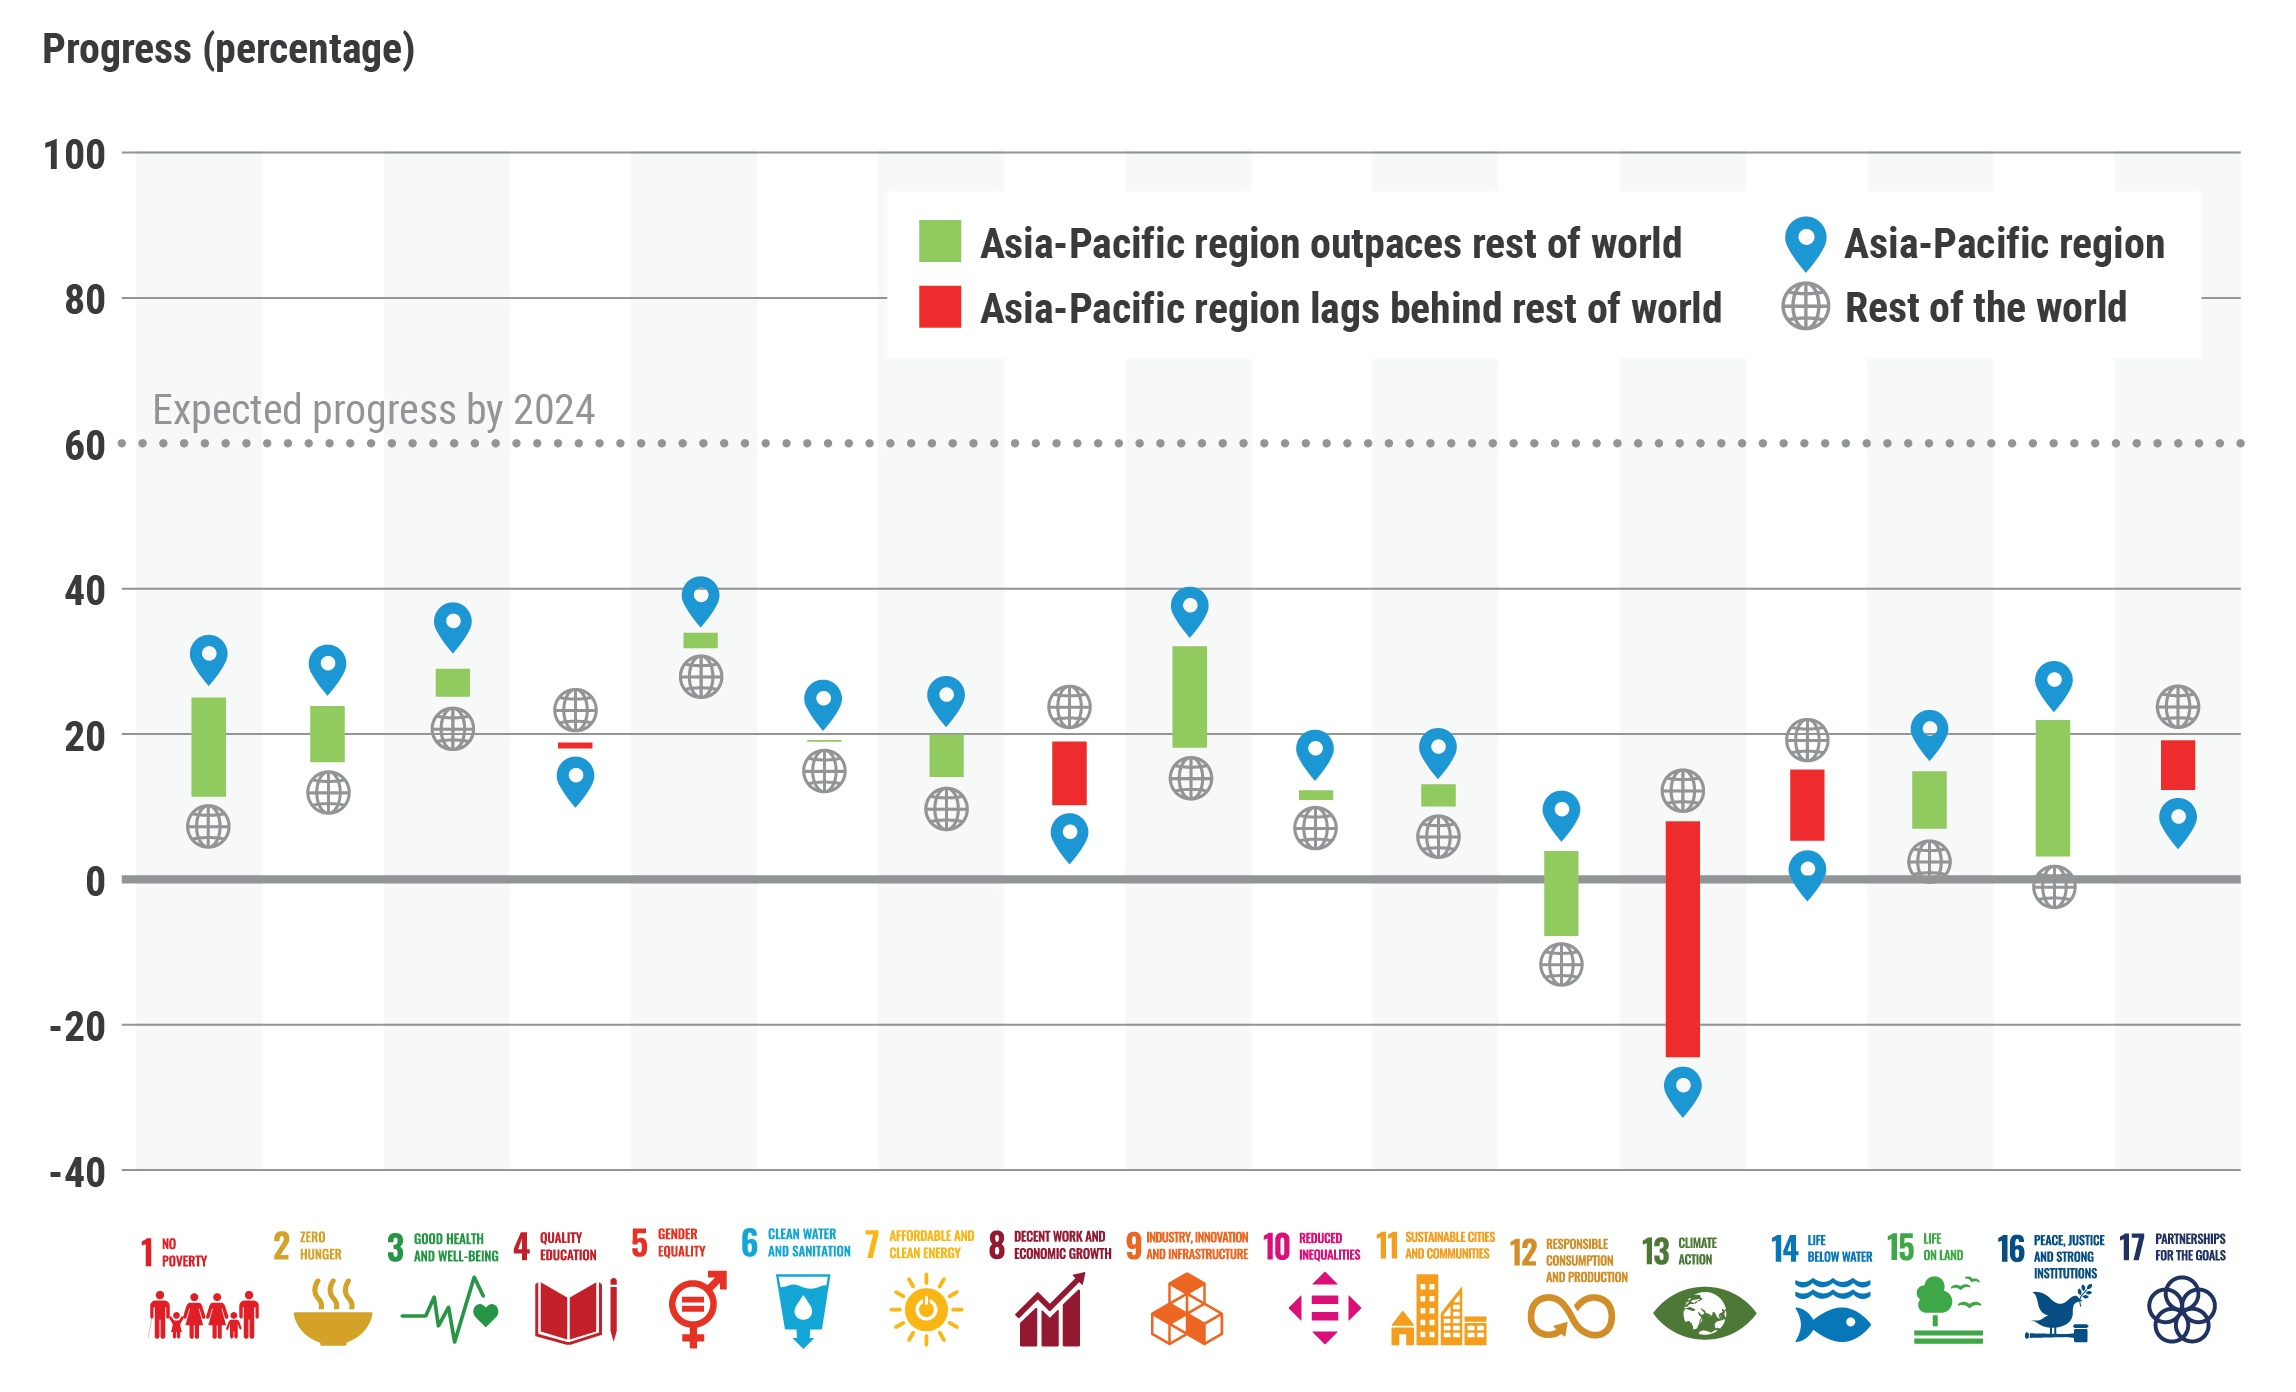 Progress (percentage)
100
Asia-Pacific region outpaces rest of world
Asia-Pacific region
80
Asia-Pacific region lags behind rest of world
Rest of the world
Expected progress by 2024
60
40
20
0
-20
-40
1 NO
POVERTY
2 ZERO
HUNGER
3 GOOD HEALTH
AND WELL-BEING
4 QUALITY
EDUCATION
5 GENDER
EQUALITY
6 CLEAN WATER
AND SANITATION
7 AFFORDABLE AND
CLEAN ENERGY
8 DECENT WORK AND
ECONOMIC GROWTH
9 INDUSTRY, INNOVATION
AND INFRASTRUCTURE
10 REDUCED
INEQUALITIES
11 SUSTAINABLE CITIES
AND COMMUNITIES
12 RESPONSIBLE
CONSUMPTION
AND PRODUCTION
13 CLIMATE
ACTION
14 LIFE
BELOW WATER
15 LIFE
ON LAND
16 PEACE, JUSTICE
AND STRONG
INSTITUTIONS
17 PARTNERSHIPS
FOR THE GOALS